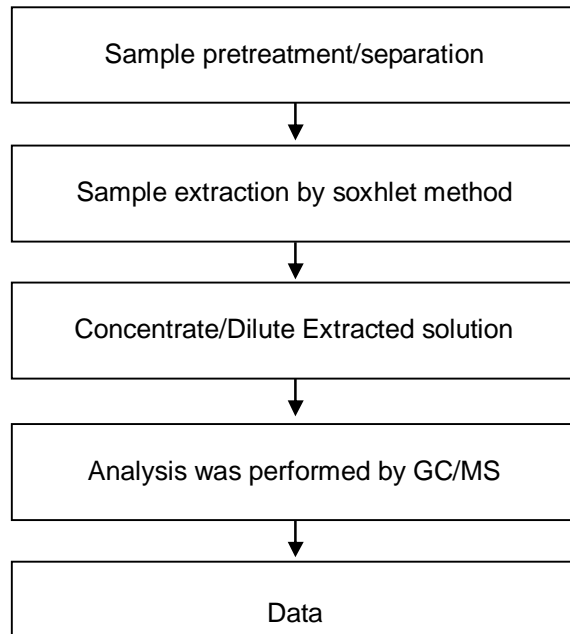 Sample pretreatment/separation
Sample extraction by soxhlet method
Concentrate/Dilute Extracted solution
Analysis was performed by GC/MS
Data